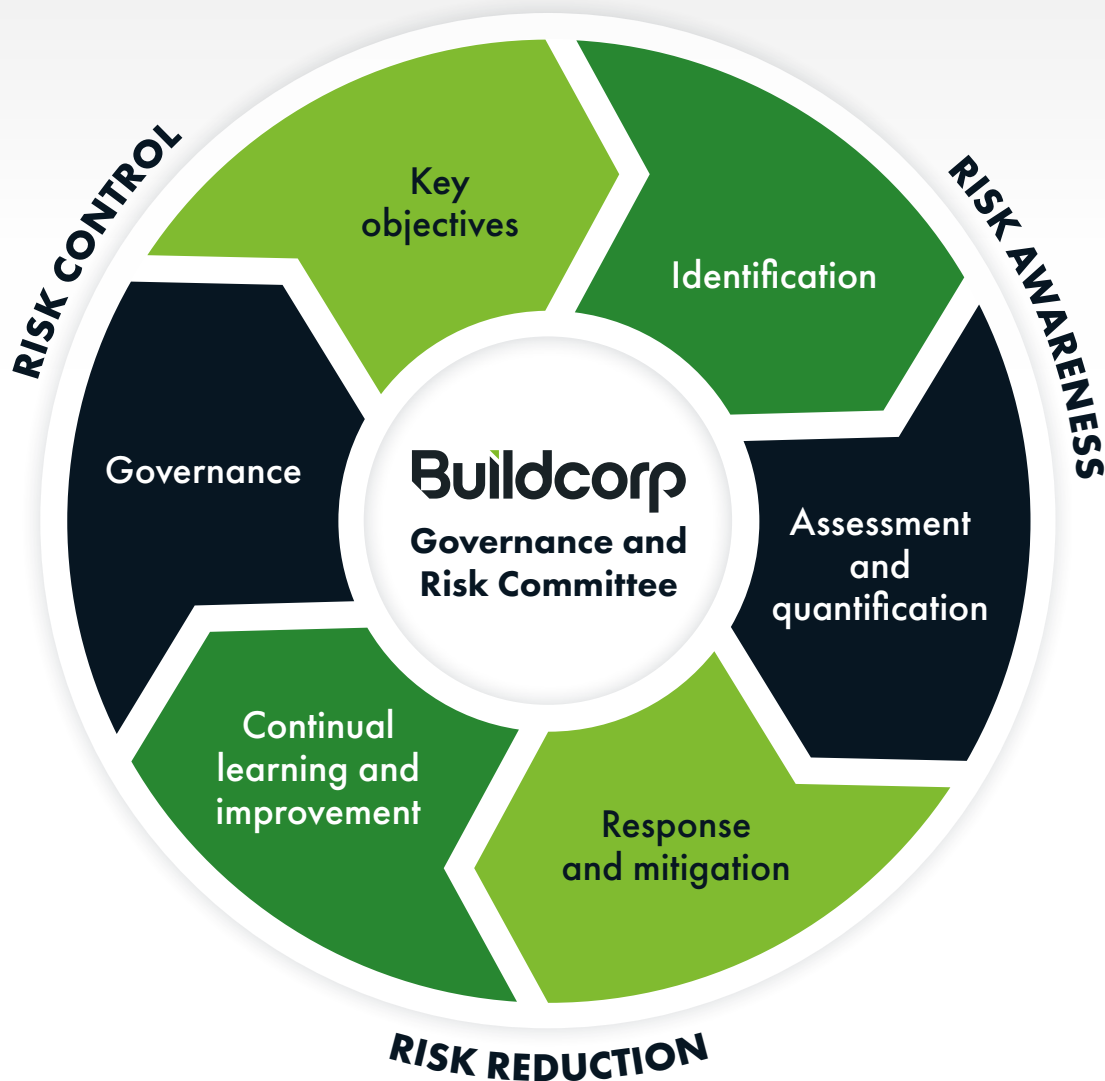 RISK CONTROL
Key
objectives
RISK AWARENESS
Identification
Governance
Buildcorp
Governance and
Risk Committee
Assessment
and
quantification
Continual
learning and
improvement
Response
and mitigation
RISK REDUCTION